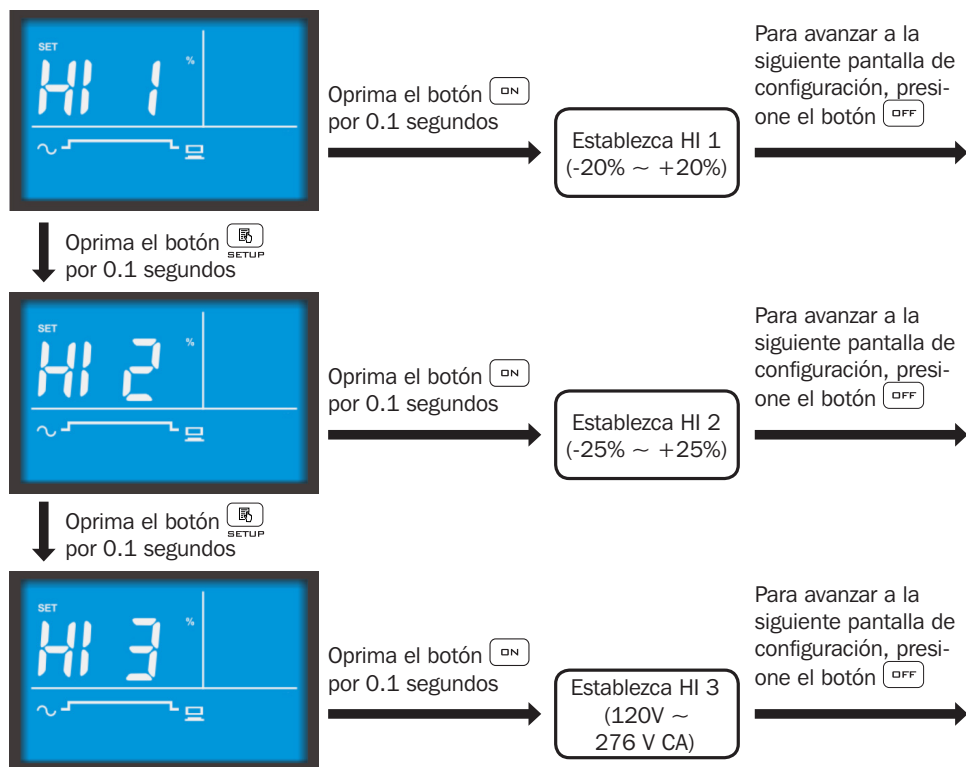 SET
HI 1 %
Oprima el botón ON
por 0.1 segundos
Establezca HI 1
(-20% ~ +20%)
Para avanzar a la
siguiente pantalla de
configuración, presi-
one el botón OFF
Oprima el botón
SETUP
por 0.1 segundos
SET
HI 2 %
Oprima el botón ON
por 0.1 segundos
Establezca HI 2
(-25% ~ +25%)
Para avanzar a la
siguiente pantalla de
configuración, presi-
one el botón OFF
Oprima el botón
SETUP
por 0.1 segundos
SET
HI 3 %
Oprima el botón ON
por 0.1 segundos
Establezca HI 3
(120V ~
276 V CA)
Para avanzar a la
siguiente pantalla de
configuración, presi-
one el botón OFF